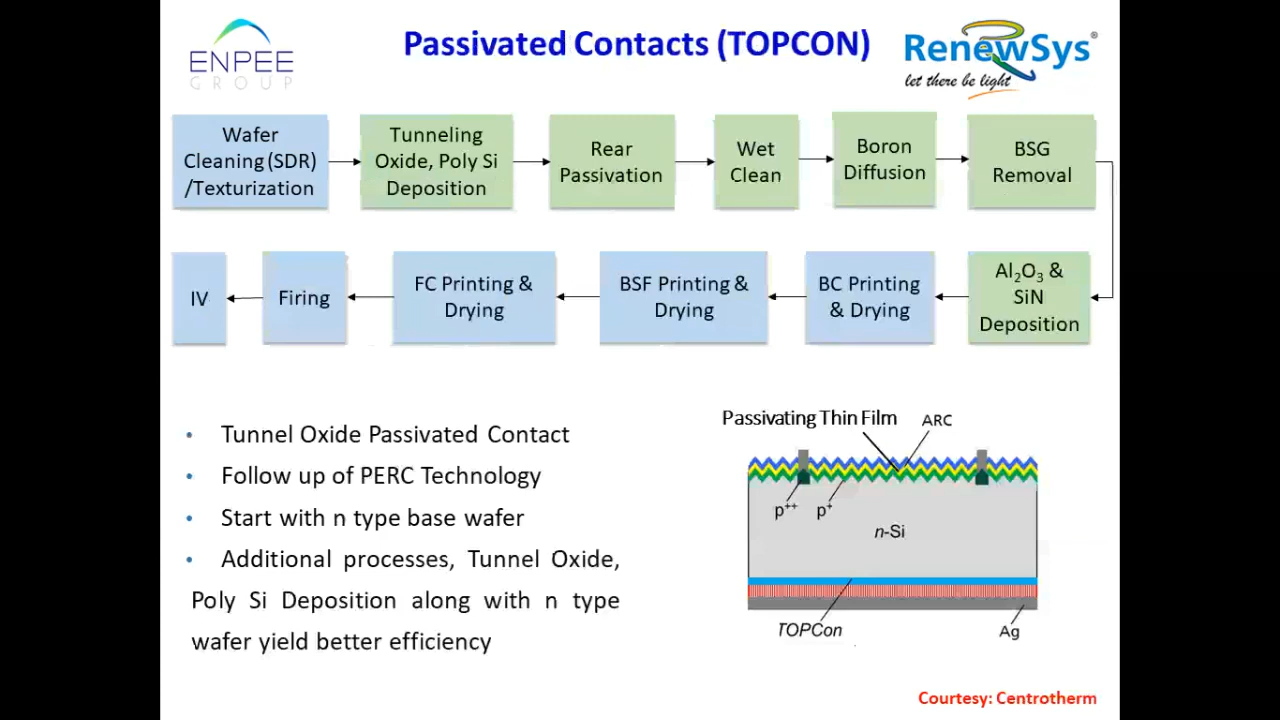 ENPEE
GROUP
Passivated Contacts (TOPCON)
RenewSys®
let there be light
Wafer
Cleaning (SDR)
/Texturization
Tunneling
Oxide, Poly Si
Deposition
Rear
Passivation
Wet
Clean
Boron
Diffusion
BSG
Removal
IV
Firing
FC Printing &
Drying
BSF Printing &
Drying
BC Printing
& Drying
Al₂O₃ &
SiN
Deposition
• Tunnel Oxide Passivated Contact
• Follow up of PERC Technology
• Start with n type base wafer
• Additional processes, Tunnel Oxide,
Poly Si Deposition along with n type
wafer yield better efficiency
Passivating Thin Film
ARC
p⁺⁺
p⁺
n-Si
TOPCon
Ag
Courtesy: Centrotherm